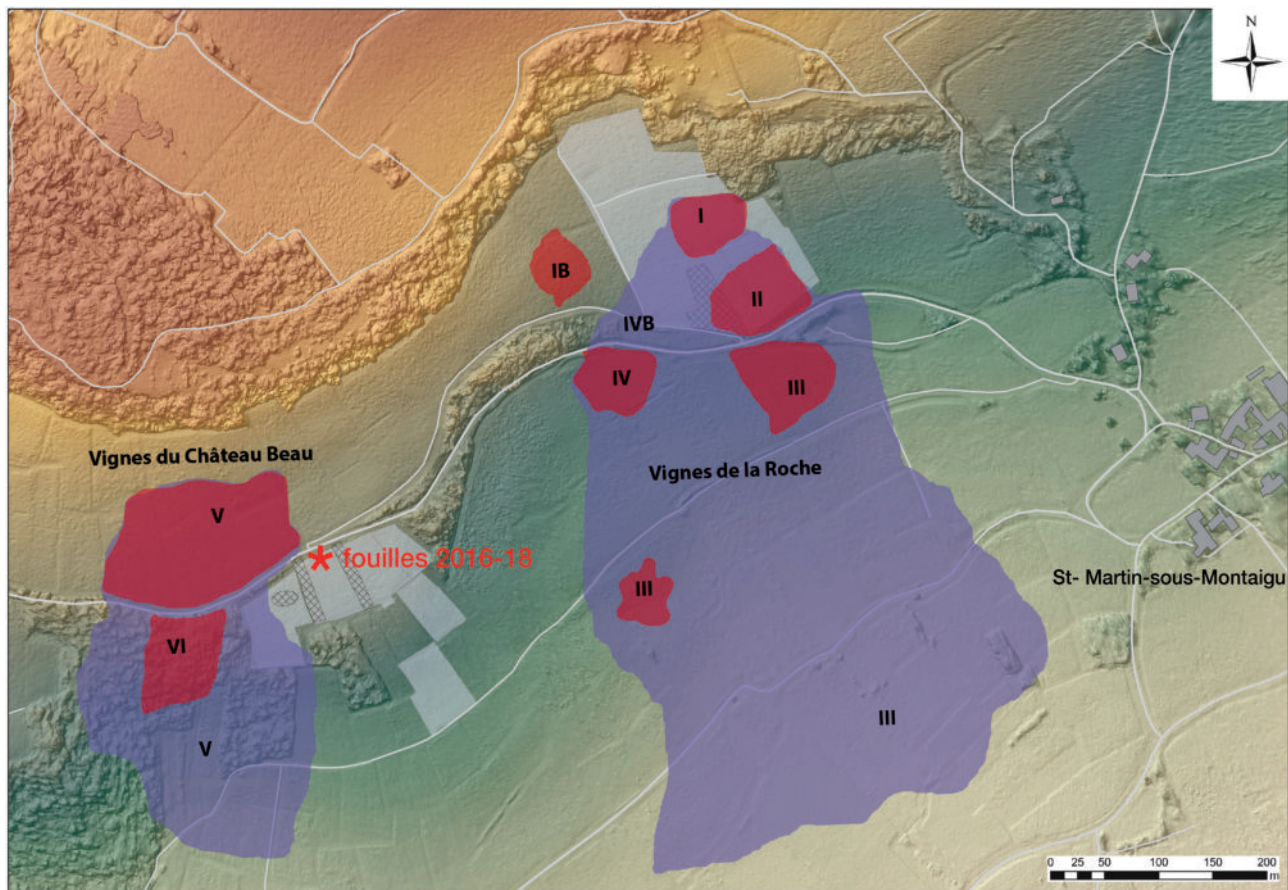 N
I
IB
II
IVB
IV
III
Vignes du Château Beau
Vignes de la Roche
V
fouilles 2016-18
St- Martin-sous-Montaigu
III
VI
III
V
0 25 50 100 150 200
m